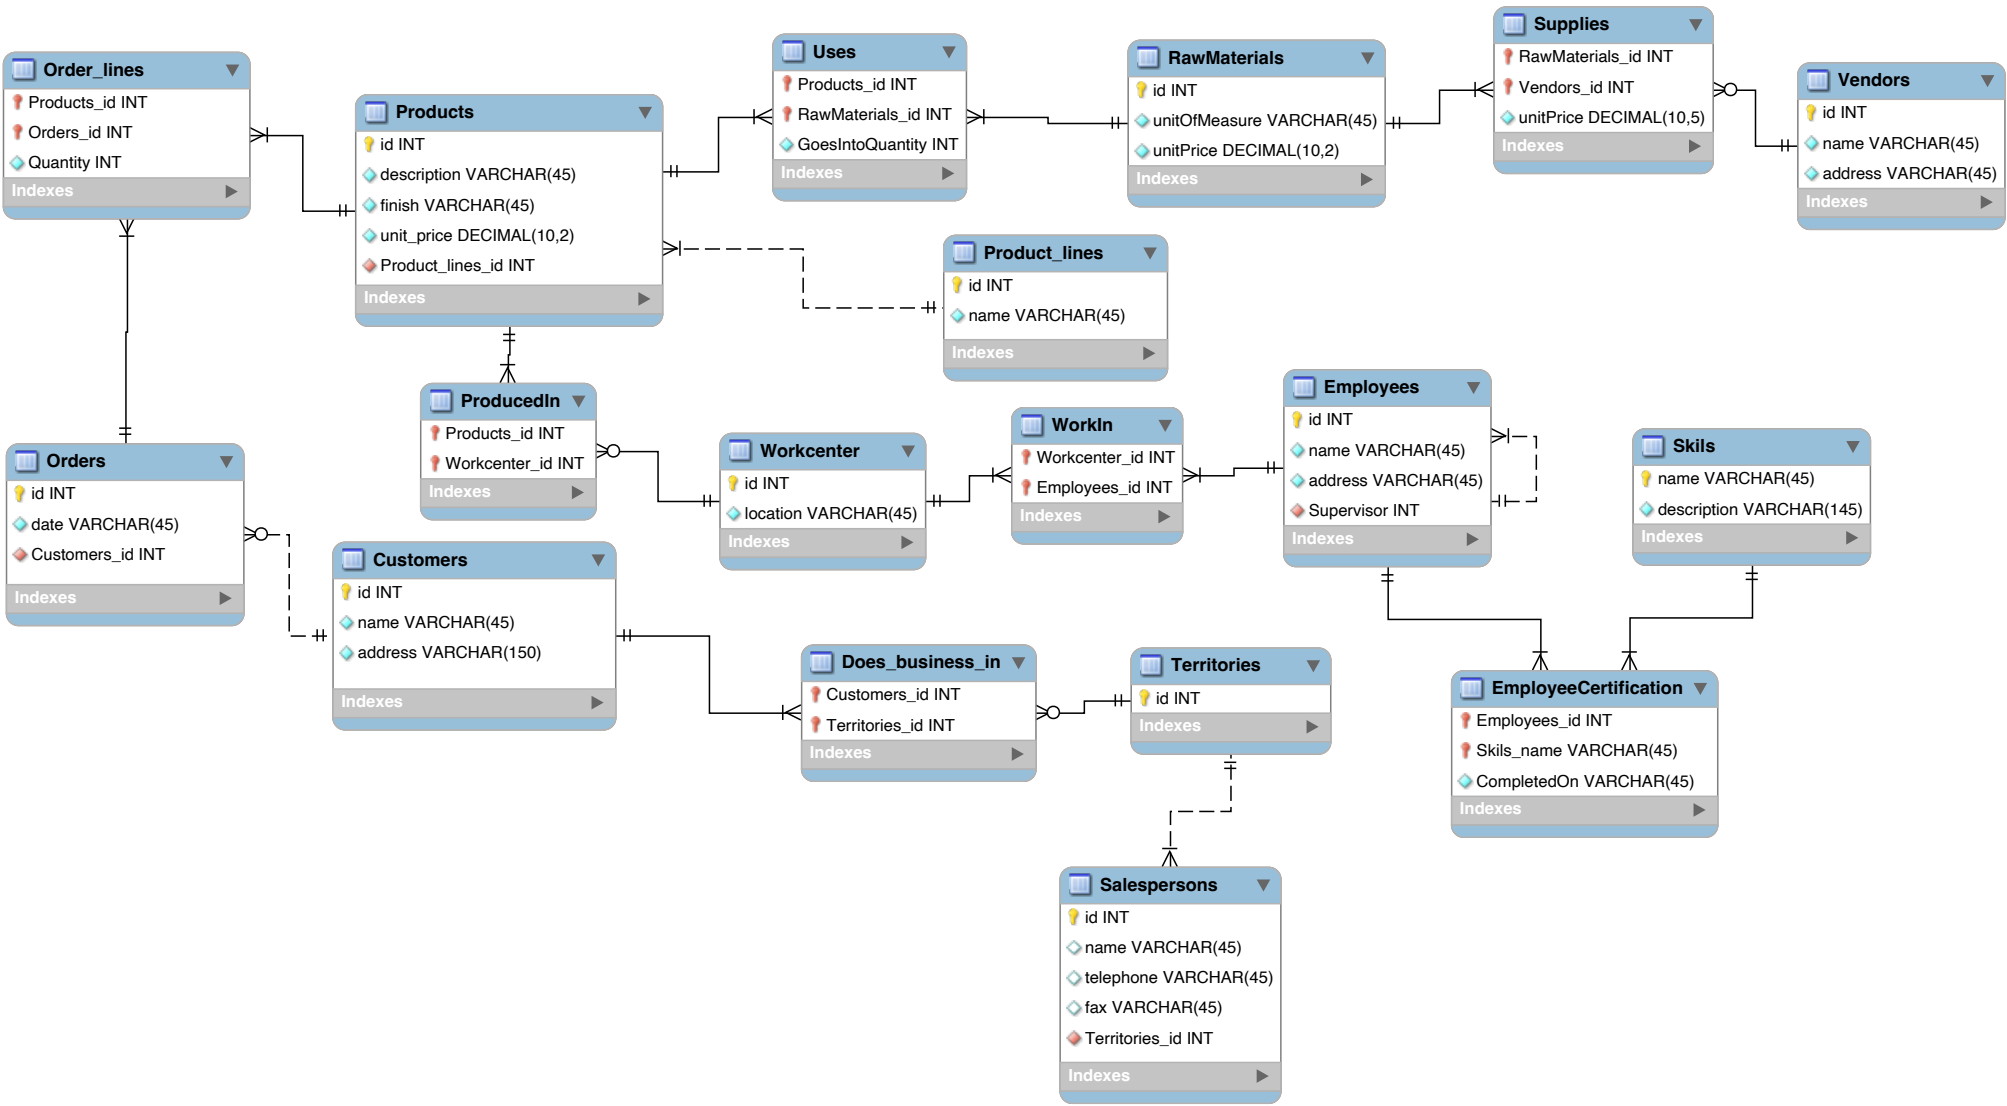 Order_lines
Products_id INT
Orders_id INT
Quantity INT
Indexes
Products
id INT
description VARCHAR(45)
finish VARCHAR(45)
unit_price DECIMAL(10,2)
Product_lines_id INT
Indexes
Uses
Products_id INT
RawMaterials_id INT
GoesIntoQuantity INT
Indexes
RawMaterials
id INT
unitOfMeasure VARCHAR(45)
unitPrice DECIMAL(10,2)
Indexes
Supplies
RawMaterials_id INT
Vendors_id INT
unitPrice DECIMAL(10,5)
Indexes
Vendors
id INT
name VARCHAR(45)
address VARCHAR(45)
Indexes
Product_lines
id INT
name VARCHAR(45)
Indexes
Orders
id INT
date VARCHAR(45)
Customers_id INT
Indexes
ProducedIn
Products_id INT
Workcenter_id INT
Indexes
Workcenter
id INT
location VARCHAR(45)
Indexes
WorkIn
Workcenter_id INT
Employees_id INT
Indexes
Employees
id INT
name VARCHAR(45)
address VARCHAR(45)
Supervisor INT
Indexes
Skils
name VARCHAR(45)
description VARCHAR(145)
Indexes
Customers
id INT
name VARCHAR(45)
address VARCHAR(150)
Indexes
Does_business_in
Customers_id INT
Territories_id INT
Indexes
Territories
id INT
Indexes
EmployeeCertification
Employees_id INT
Skils_name VARCHAR(45)
CompletedOn VARCHAR(45)
Indexes
Salespersons
id INT
name VARCHAR(45)
telephone VARCHAR(45)
fax VARCHAR(45)
Territories_id INT
Indexes